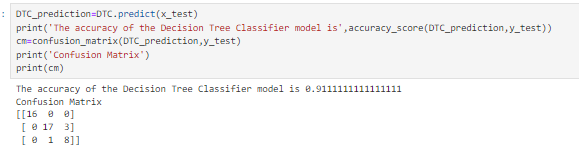 :
DTC_prediction=DTC.predict(x_test)
print('The accuracy of the Decision Tree Classifier model is',accuracy_score(DTC_prediction,y_test))
cm=confusion_matrix(DTC_prediction,y_test)
print('Confusion Matrix')
print(cm)
The accuracy of the Decision Tree Classifier model is 0.9111111111111111
Confusion Matrix
[[16  0  0]
 [ 0 17  3]
 [ 0  1  8]]